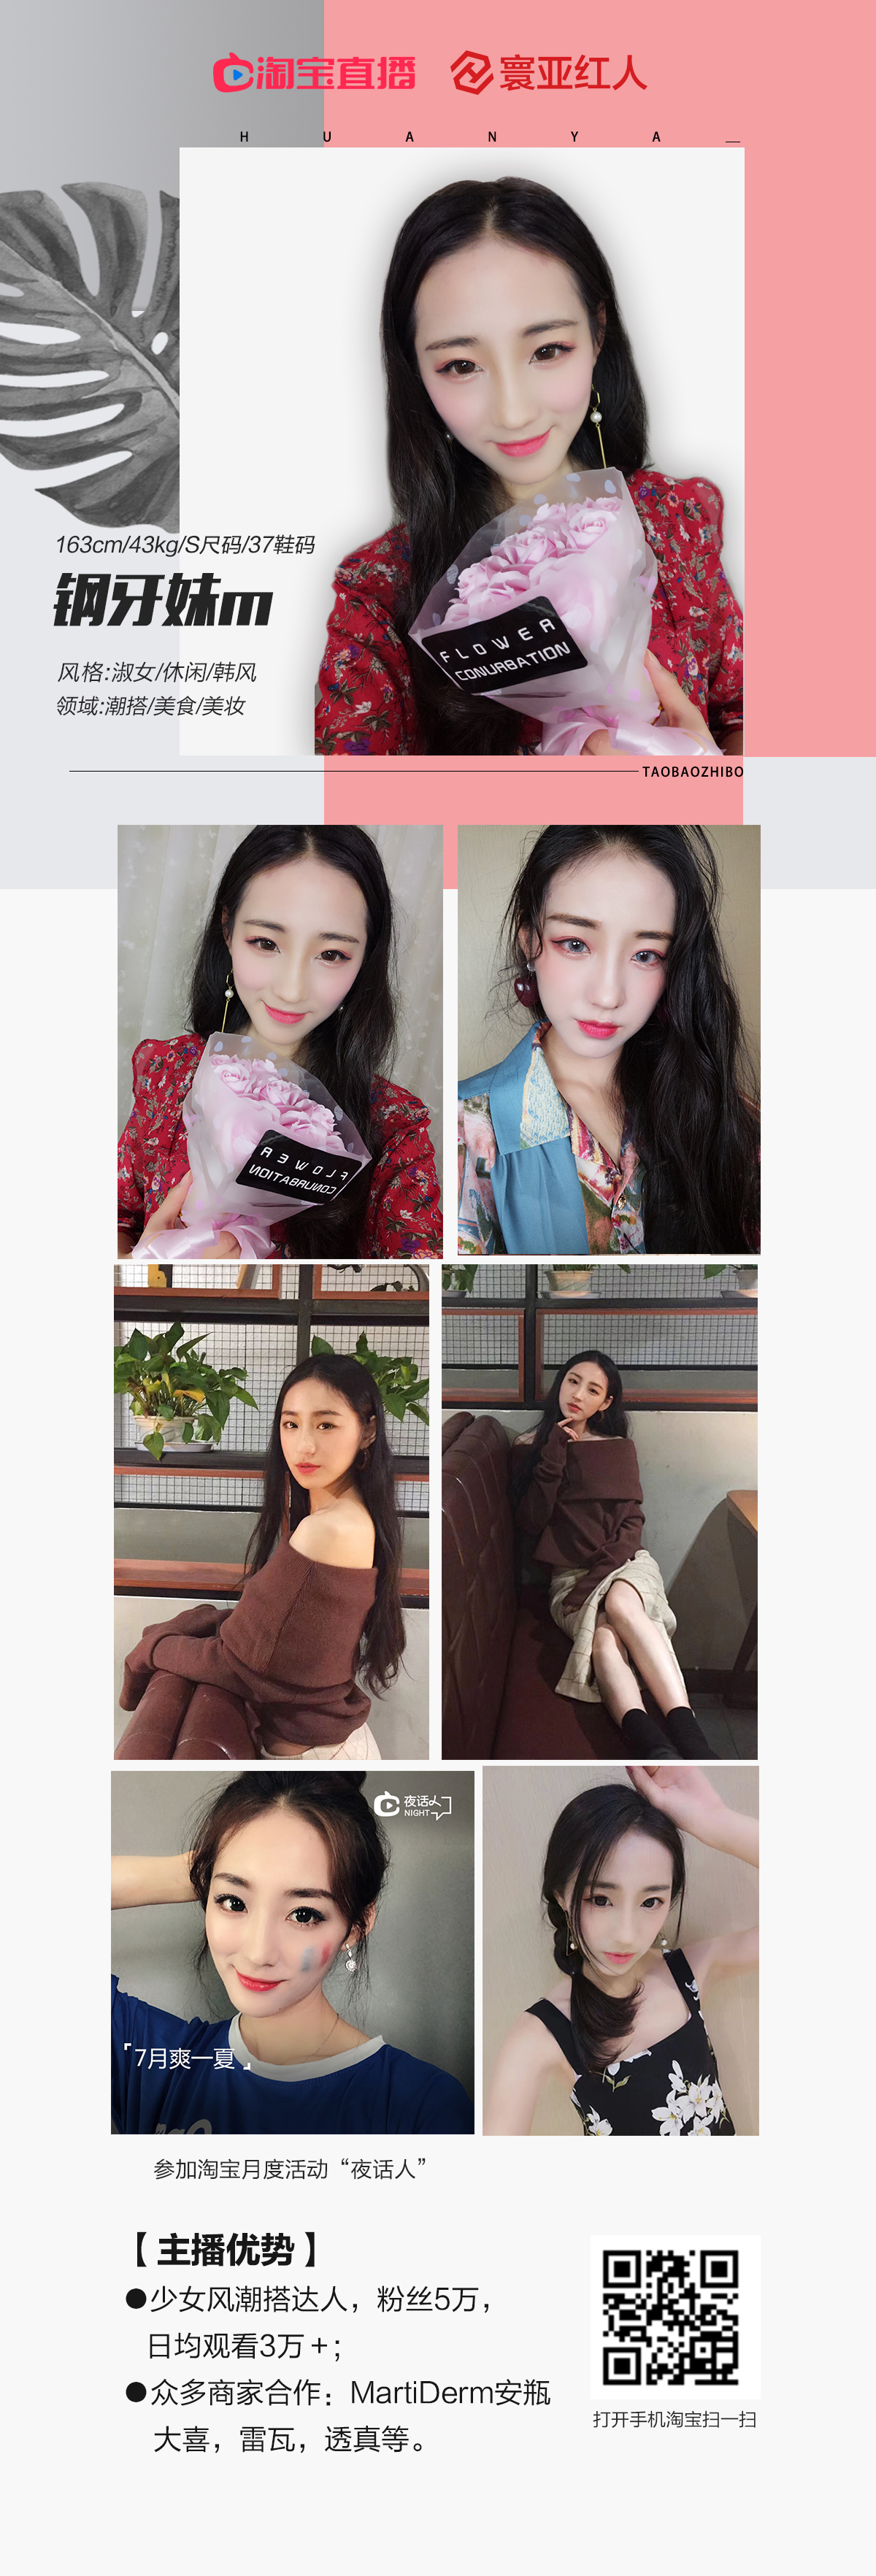 淘宝直播 寰亚红人
HUANYA
163cm/43kg/S尺码/37鞋码
钢牙妹m
FLOWER
CONURBATION
风格:淑女/休闲/韩风
领域:潮搭/美食/美妆
TAOBAOZHIBO
FLOWER
CONURBATION
夜话人
NIGHT
「7月爽一夏」
参加淘宝月度活动“夜话人”
【主播优势】
●少女风潮搭达人，粉丝5万，
日均观看3万+；
●众多商家合作：MartiDerm安瓶
大喜，雷瓦，透真等。
打开手机淘宝扫一扫